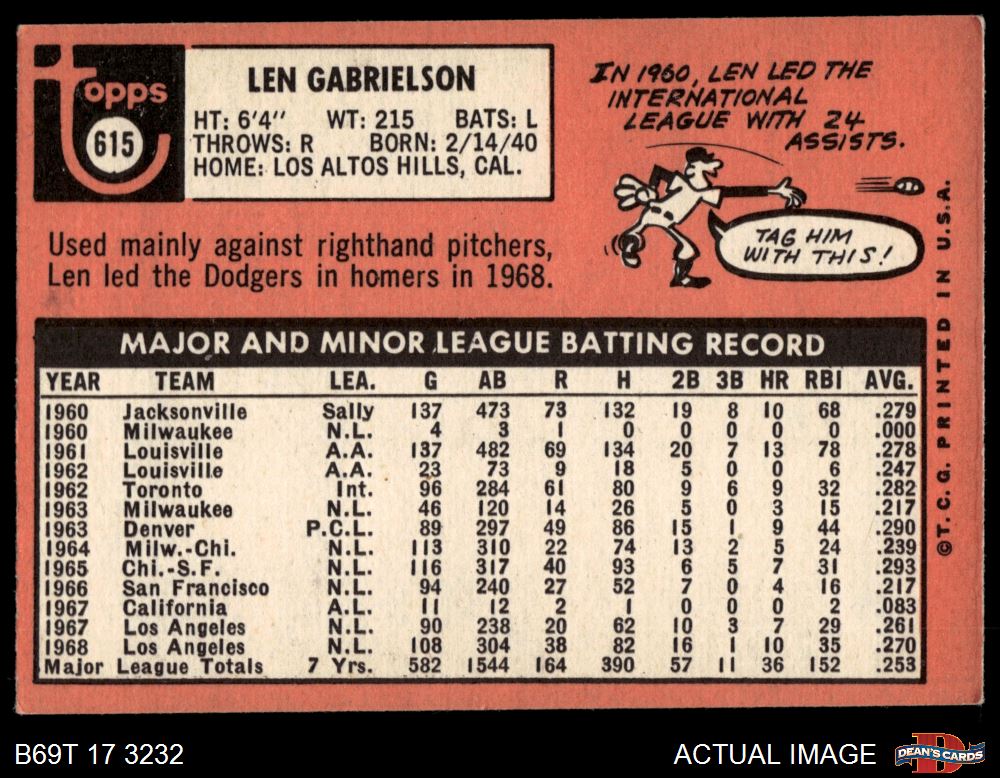 Topps
615
LEN GABRIELSON
HT: 6'4" WT: 215 BATS: L
THROWS: R BORN: 2/14/40
HOME: LOS ALTOS HILLS, CAL.
IN 1960, LEN LED THE
INTERNATIONAL
LEAGUE WITH 24
ASSISTS.
TAG HIM
WITH THIS!
Used mainly against righthand pitchers,
Len led the Dodgers in homers in 1968.
MAJOR AND MINOR LEAGUE BATTING RECORD
YEAR TEAM LEA. G AB R H 2B 3B HR RBI AVG.
1960 Jacksonville Sally 137 473 73 132 19 8 10 68 .279
1960 Milwaukee N.L. 4 3 1 0 0 0 0 0 .000
1961 Louisville A.A. 137 482 69 134 20 7 13 78 .278
1962 Louisville A.A. 23 73 9 18 5 0 0 6 .247
1962 Toronto Int. 96 284 61 80 9 6 9 32 .282
1963 Milwaukee N.L. 46 120 14 26 5 0 3 15 .217
1963 Denver P.C.L. 89 297 49 86 15 1 9 44 .290
1964 Milw.-Chi. N.L. 113 310 22 74 13 2 5 24 .239
1965 Chi.-S.F. N.L. 116 317 40 93 6 5 7 31 .293
1966 San Francisco N.L. 94 240 27 52 7 0 4 16 .217
1967 California A.L. 11 12 2 1 0 0 0 2 .083
1967 Los Angeles N.L. 90 238 20 62 10 3 7 29 .261
1968 Los Angeles N.L. 108 304 38 82 16 1 10 35 .270
Major League Totals 7 Yrs. 582 1544 164 390 57 11 36 152 .253
© T. C. G. PRINTED IN U.S.A.
B69T 17 3232
ACTUAL IMAGE
D
DEAN'S CARDS